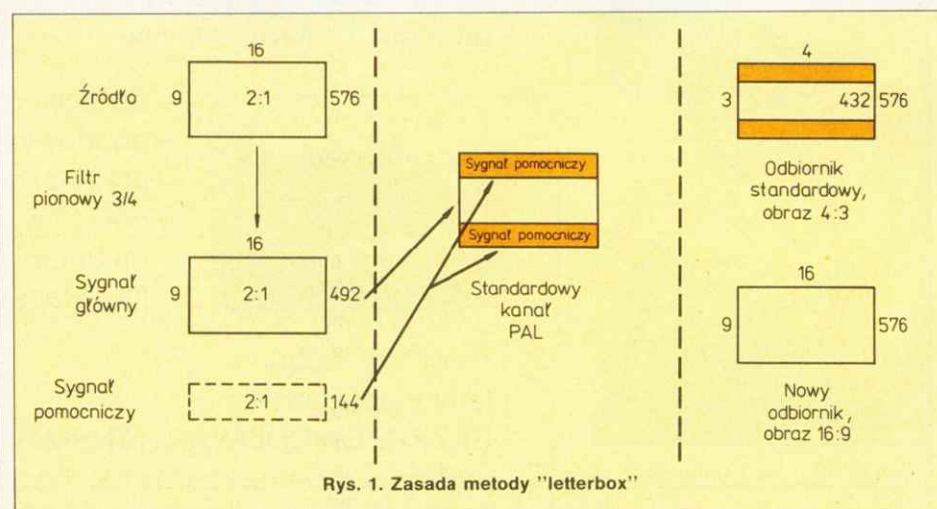 16
Źródło
9
2:1
576
Filtr
pionowy 3/4
16
Sygnał
główny
9
2:1
492
Sygnał
pomocniczy
2:1
144
Sygnał pomocniczy
Sygnał pomocniczy
Standardowy
kanał
PAL
4
3
432
576
Odbiornik
standardowy,
obraz 4:3
16
9
576
Nowy
odbiornik,
obraz 16:9
Rys. 1. Zasada metody "letterbox"